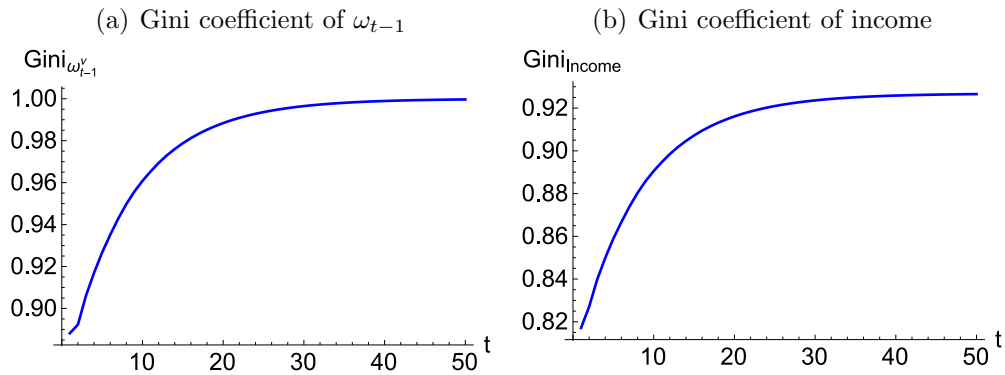 (a) Gini coefficient of ω_{t−1}
Gini_{ω^v_{t−1}}
1.00
0.98
0.96
0.94
0.92
0.90
10 20 30 40 50 t
(b) Gini coefficient of income
Gini_{Income}
0.92
0.90
0.88
0.86
0.84
0.82
10 20 30 40 50 t